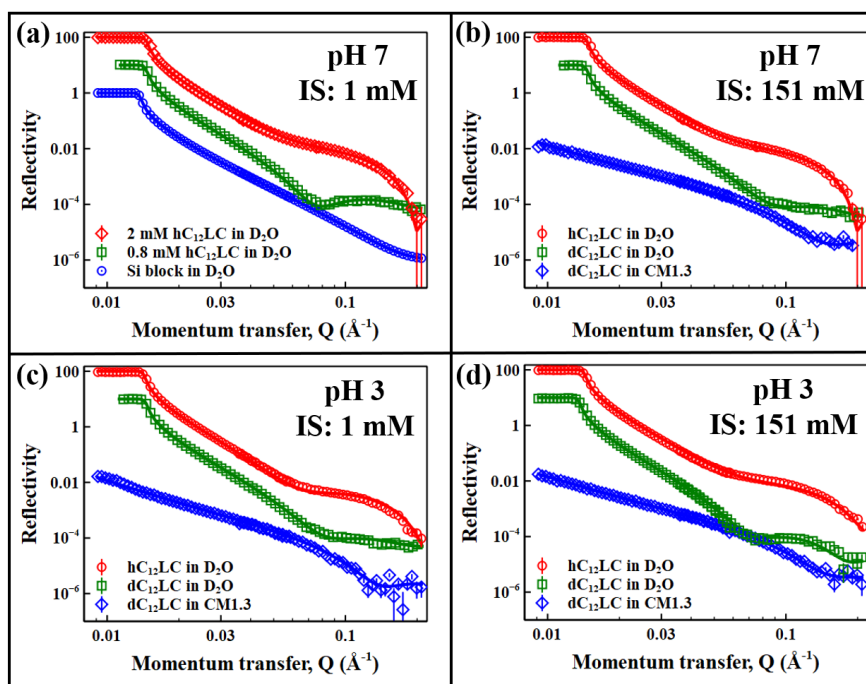 (a)
pH 7
IS: 1 mM
Reflectivity
100
1
0.01
10⁻⁴
10⁻⁶
2 mM hC₁₂LC in D₂O
0.8 mM hC₁₂LC in D₂O
Si block in D₂O
0.01
0.03
0.1
Momentum transfer, Q (Å⁻¹)
(b)
pH 7
IS: 151 mM
Reflectivity
100
1
0.01
10⁻⁴
10⁻⁶
hC₁₂LC in D₂O
dC₁₂LC in D₂O
dC₁₂LC in CM1.3
0.01
0.03
0.1
Momentum transfer, Q (Å⁻¹)
(c)
pH 3
IS: 1 mM
Reflectivity
100
1
0.01
10⁻⁴
10⁻⁶
hC₁₂LC in D₂O
dC₁₂LC in D₂O
dC₁₂LC in CM1.3
0.01
0.03
0.1
Momentum transfer, Q (Å⁻¹)
(d)
pH 3
IS: 151 mM
Reflectivity
100
1
0.01
10⁻⁴
10⁻⁶
hC₁₂LC in D₂O
dC₁₂LC in D₂O
dC₁₂LC in CM1.3
0.01
0.03
0.1
Momentum transfer, Q (Å⁻¹)